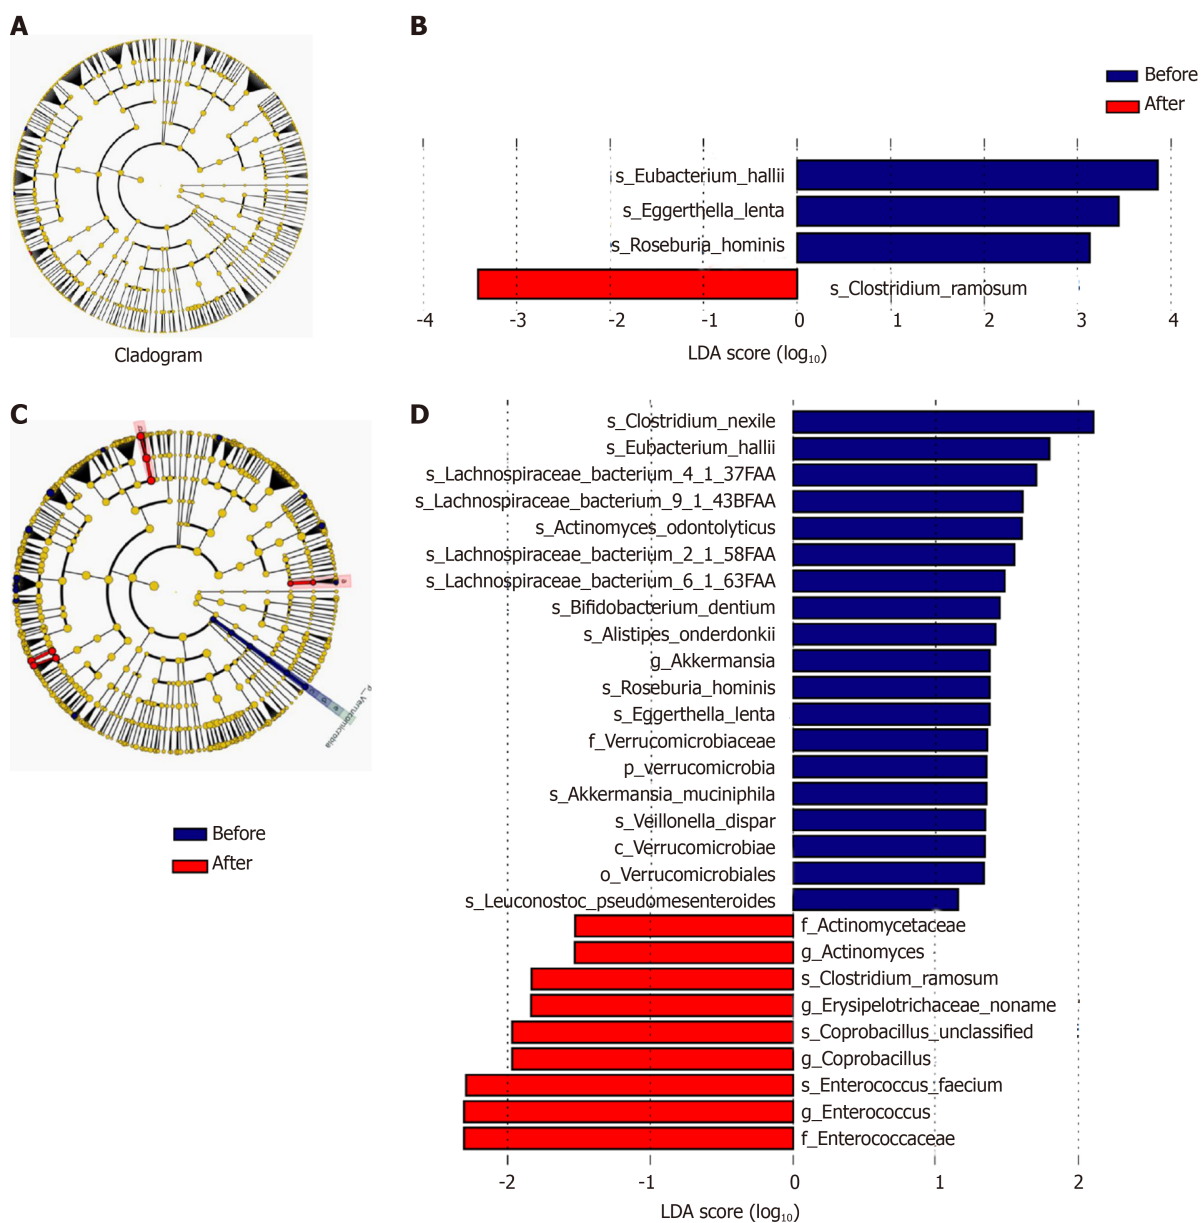 A
B
Before
After
s_Eubacterium_hallii
s_Eggerthella_lenta
s_Roseburia_hominis
s_Clostridium_ramosum
-4 -3 -2 -1 0 1 2 3 4
LDA score (log10)
Cladogram
C
D
p_Verrucomicrobia
Before
After
s_Clostridium_nexile
s_Eubacterium_hallii
s_Lachnospiraceae_bacterium_4_1_37FAA
s_Lachnospiraceae_bacterium_9_1_43BFAA
s_Actinomyces_odontolyticus
s_Lachnospiraceae_bacterium_2_1_58FAA
s_Lachnospiraceae_bacterium_6_1_63FAA
s_Bifidobacterium_dentium
s_Alistipes_onderdonkii
g_Akkermansia
s_Roseburia_hominis
s_Eggerthella_lenta
f_Verrucomicrobiaceae
p_verrucomicrobia
s_Akkermansia_muciniphila
s_Veillonella_dispar
c_Verrucomicrobiae
o_Verrucomicrobiales
s_Leuconostoc_pseudomesenteroides
f_Actinomycetaceae
g_Actinomyces
s_Clostridium_ramosum
g_Erysipelotrichaceae_noname
s_Coprobacillus_unclassified
g_Coprobacillus
s_Enterococcus_faecium
g_Enterococcus
f_Enterococcaceae
-2 -1 0 1 2
LDA score (log10)